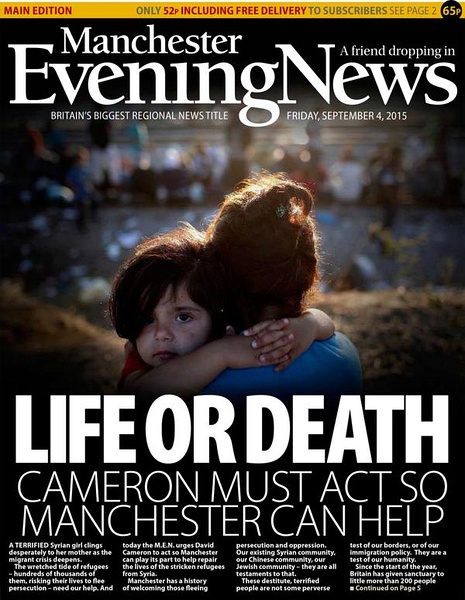 MAIN EDITION
ONLY 52P INCLUDING FREE DELIVERY TO SUBSCRIBERS SEE PAGE 2
65p
Manchester
A friend dropping in
Evening News
BRITAIN'S BIGGEST REGIONAL NEWS TITLE
FRIDAY, SEPTEMBER 4, 2015
LIFE OR DEATH
CAMERON MUST ACT SO
MANCHESTER CAN HELP
A TERRIFIED Syrian girl clings
desperately to her mother as the
migrant crisis deepens.
The wretched tide of refugees
– hundreds of thousands of
them, risking their lives to flee
persecution – need our help. And
today the M.E.N. urges David
Cameron to act so Manchester
can play its part to help repair
the lives of the stricken refugees
from Syria.
Manchester has a history
of welcoming those fleeing
persecution and oppression.
Our existing Syrian community,
our Chinese community, our
Jewish community – they are all
testaments to that.
These destitute, terrified
people are not some perverse
test of our borders, or of our
immigration policy. They are a
test of our humanity.
Since the start of the year,
Britain has given sanctuary to
little more than 200 people
■ Continued on Page 5